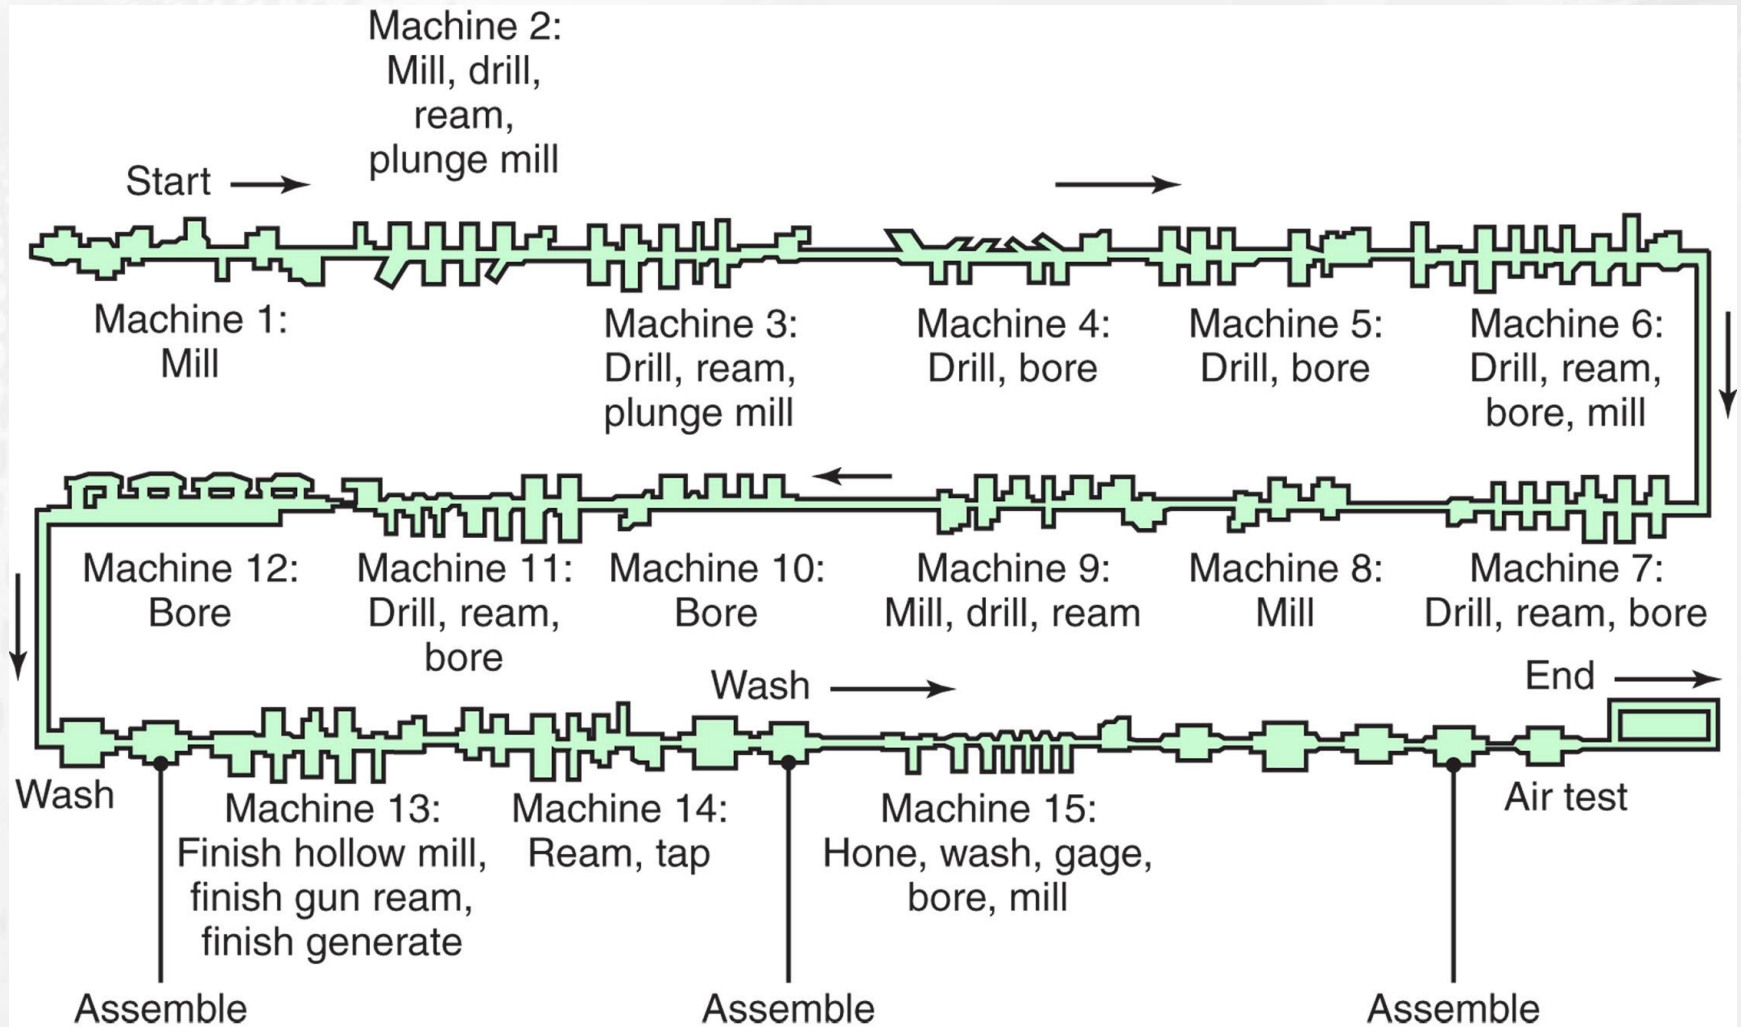 Machine 2:
Mill, drill,
ream,
plunge mill
Start
Machine 1:
Mill
Machine 3:
Drill, ream,
plunge mill
Machine 4:
Drill, bore
Machine 5:
Drill, bore
Machine 6:
Drill, ream,
bore, mill
Machine 12:
Bore
Machine 11:
Drill, ream,
bore
Machine 10:
Bore
Machine 9:
Mill, drill, ream
Machine 8:
Mill
Machine 7:
Drill, ream, bore
Wash
End
Wash
Machine 13:
Finish hollow mill,
finish gun ream,
finish generate
Machine 14:
Ream, tap
Machine 15:
Hone, wash, gage,
bore, mill
Air test
Assemble
Assemble
Assemble